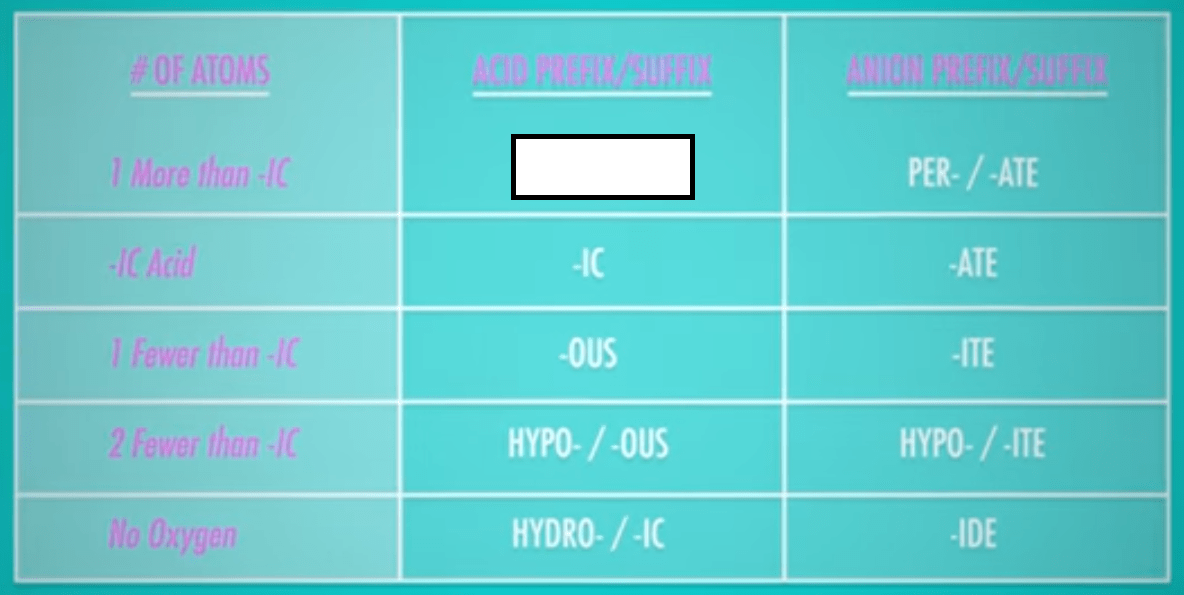 # OF ATOMS ACID PREFIX/SUFFIX ANION PREFIX/SUFFIX
1 More than -IC PER- / -ATE
-IC Acid -IC -ATE
1 Fewer than -IC -OUS -ITE
2 Fewer than -IC HYPO- / -OUS HYPO- / -ITE
No Oxygen HYDRO- / -IC -IDE